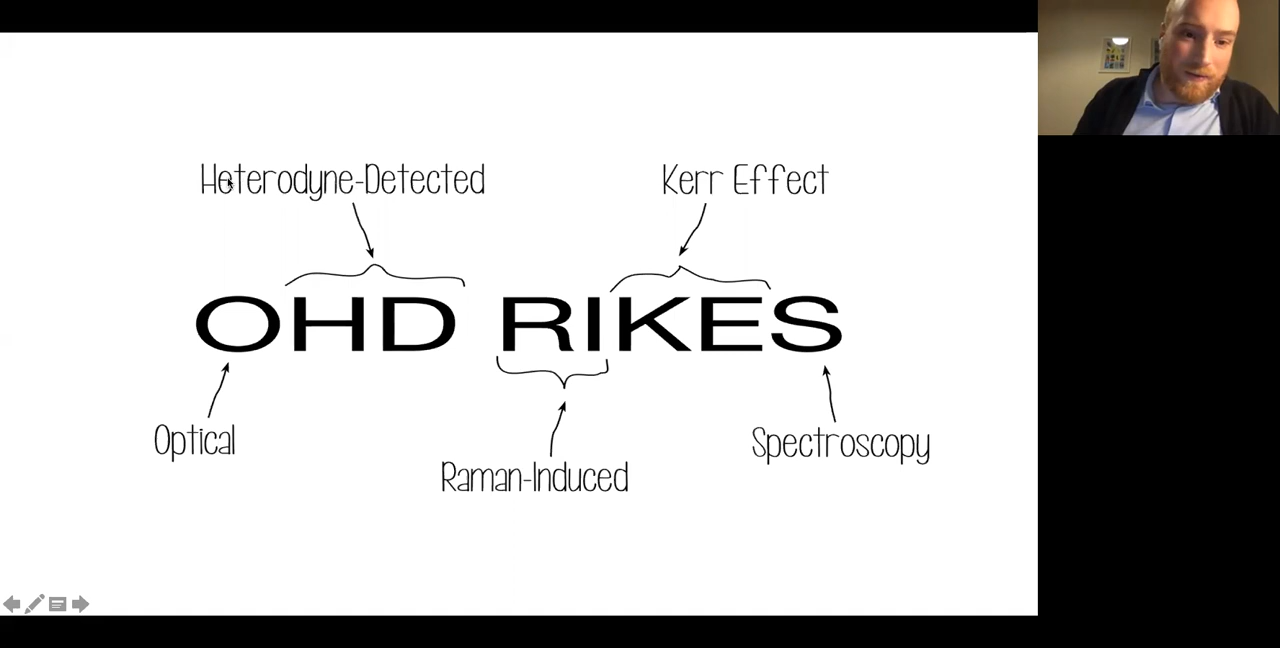 Heterodyne-Detected
Kerr Effect
OHD RIKES
Optical
Raman-Induced
Spectroscopy